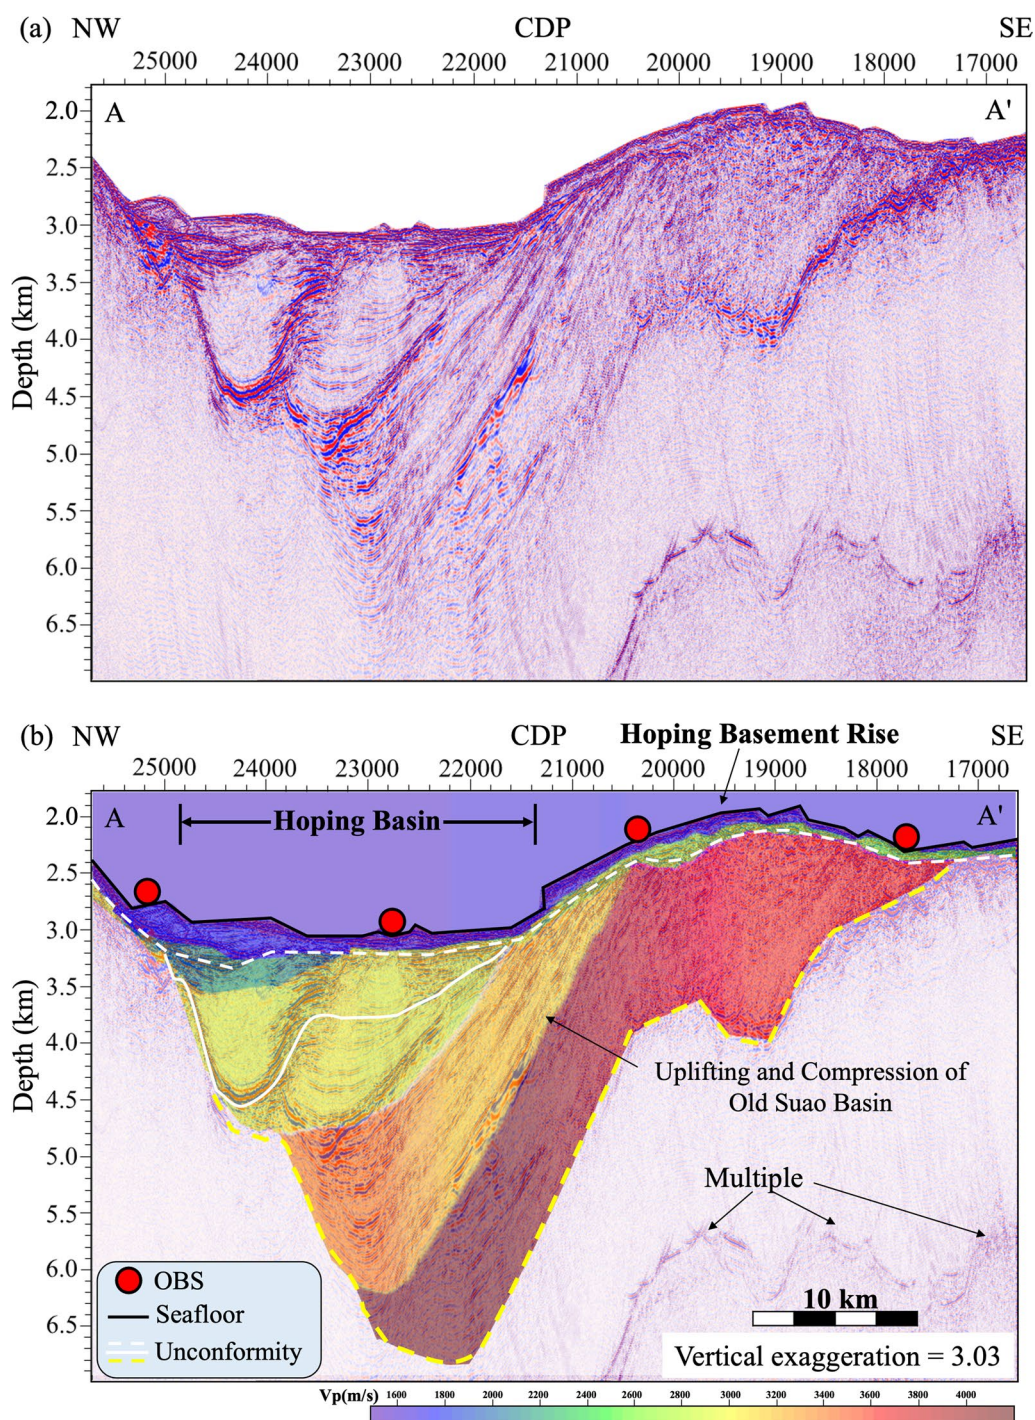 (a) NW CDP SE
25000 24000 23000 22000 21000 20000 19000 18000 17000
A A'
2.0
2.5
3.0
3.5
4.0
4.5
5.0
5.5
6.0
6.5
Depth (km)
(b) NW CDP Hoping Basement Rise SE
25000 24000 23000 22000 21000 20000 19000 18000 17000
A A'
Hoping Basin
2.0
2.5
3.0
3.5
4.0
4.5
5.0
5.5
6.0
6.5
Depth (km)
Uplifting and Compression of
Old Suao Basin
Multiple
OBS
Seafloor
Unconformity
10 km
Vertical exaggeration = 3.03
Vp(m/s) 1600 1800 2000 2200 2400 2600 2800 3000 3200 3400 3600 3800 4000